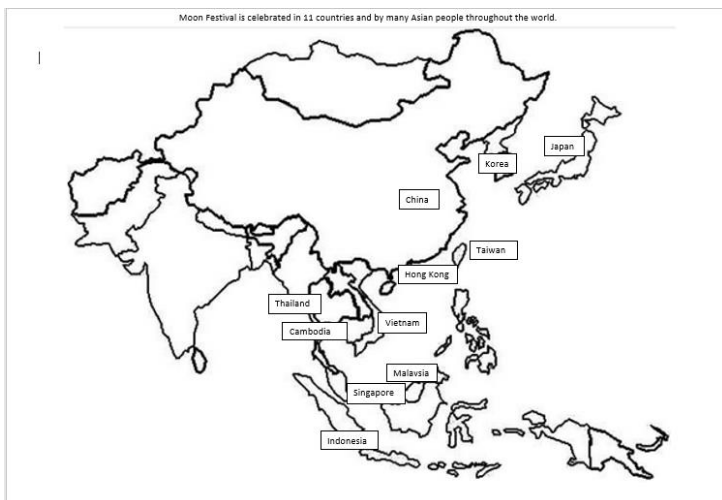 Moon Festival is celebrated in 11 countries and by many Asian people throughout the world.
Japan
Korea
China
Taiwan
Hong Kong
Thailand
Vietnam
Cambodia
Malaysia
Singapore
Indonesia